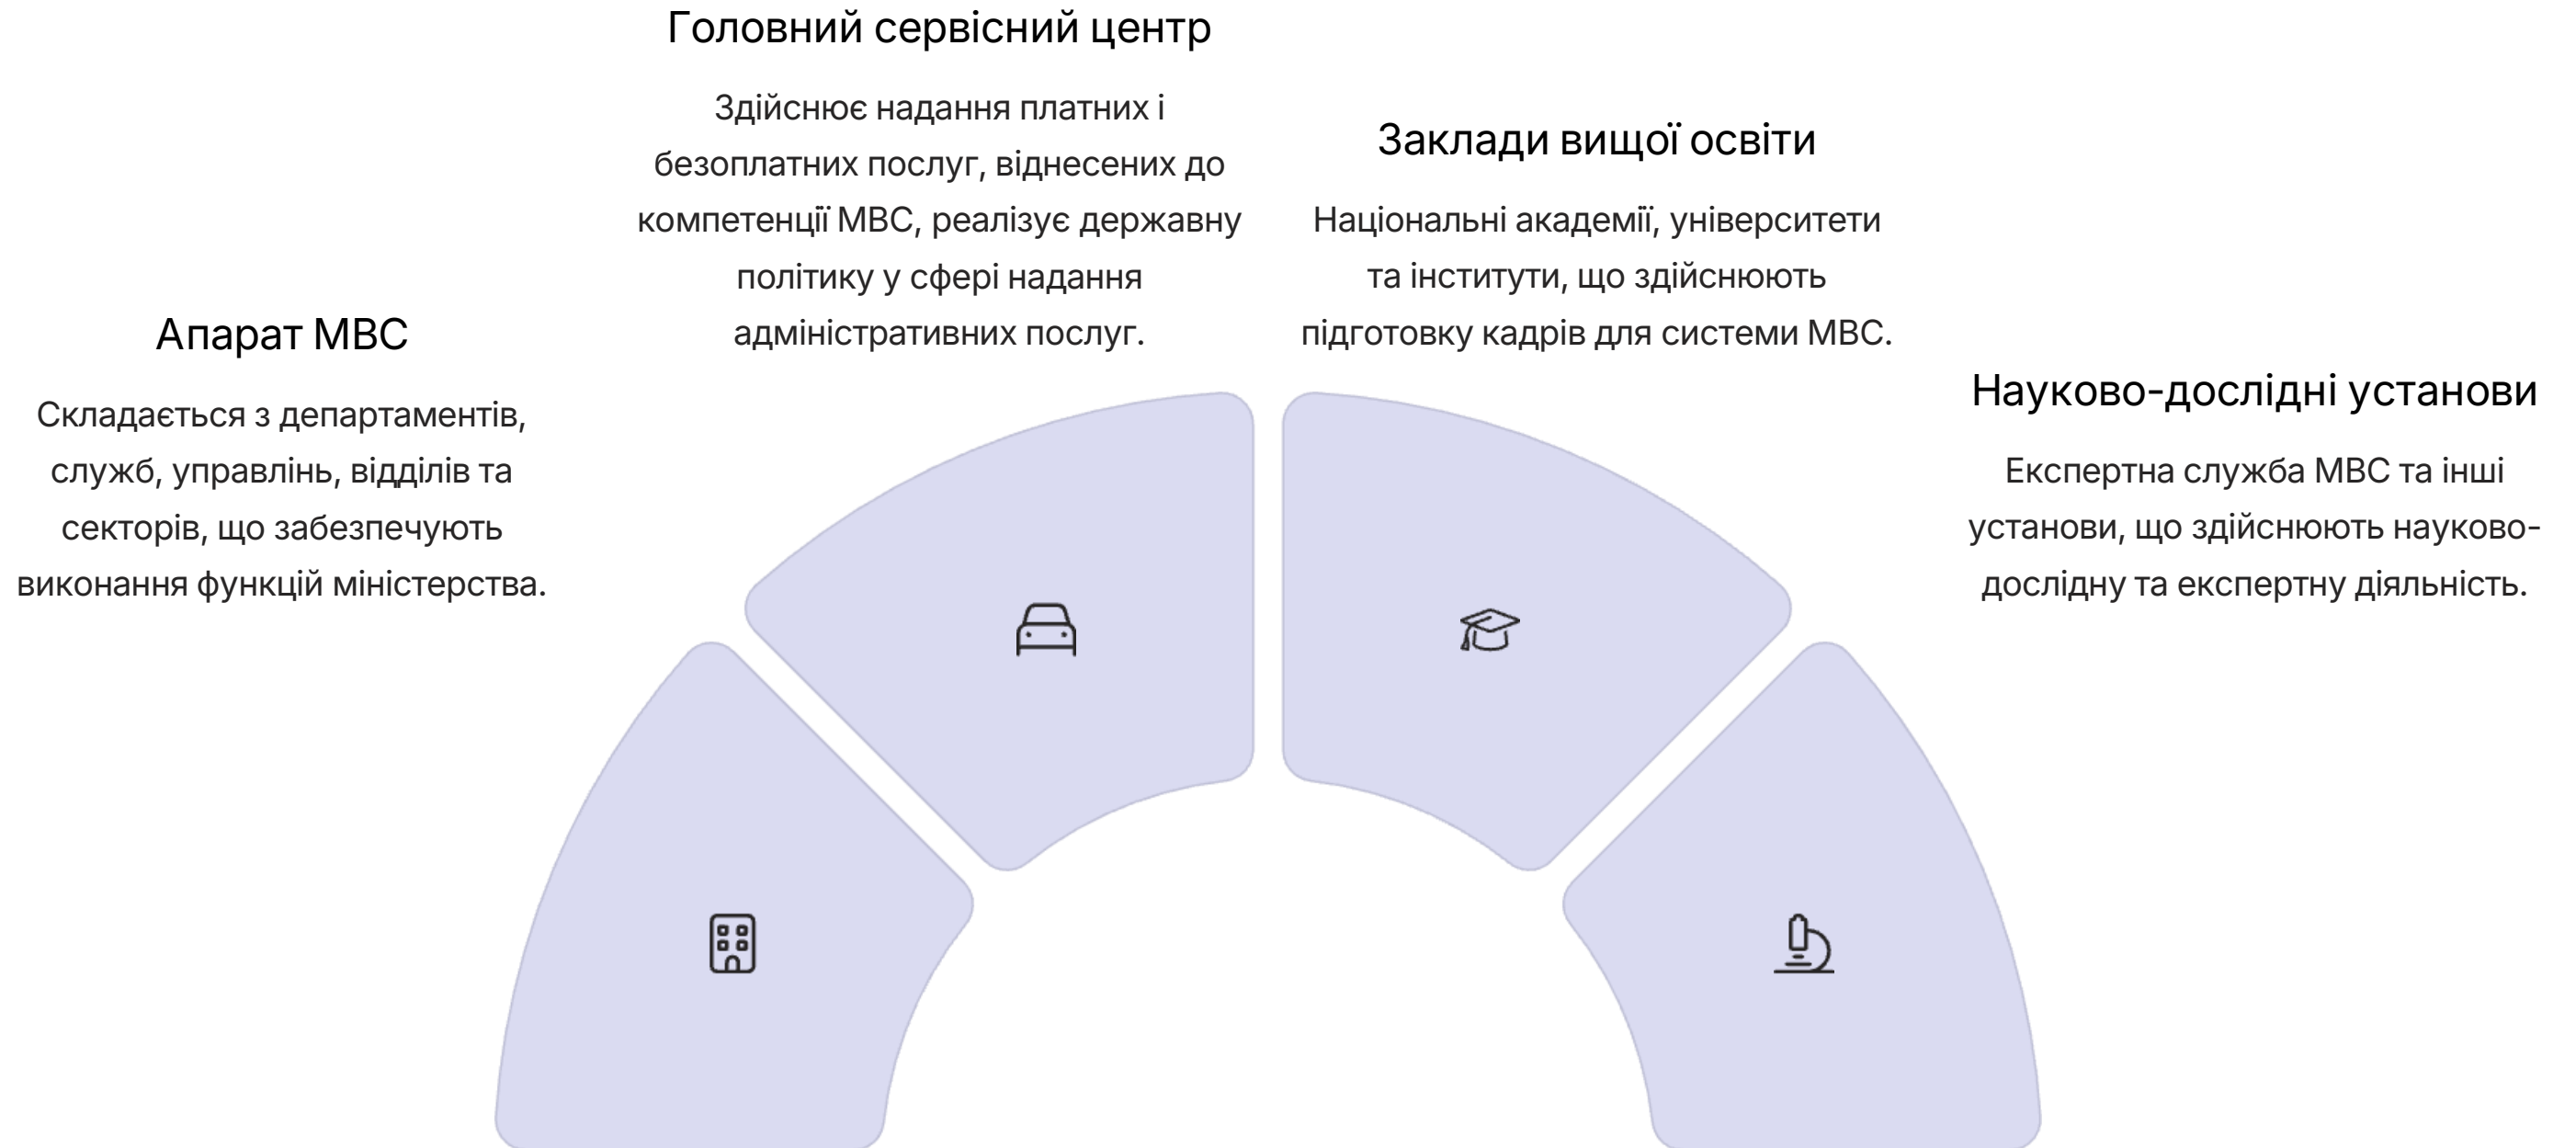 Головний сервісний центр
Здійснює надання платних і
безоплатних послуг, віднесених до
компетенції МВС, реалізує державну
політику у сфері надання
адміністративних послуг.
Заклади вищої освіти
Національні академії, університети
та інститути, що здійснюють
підготовку кадрів для системи МВС.
Апарат МВС
Складається з департаментів,
служб, управлінь, відділів та
секторів, що забезпечують
виконання функцій міністерства.
Науково-дослідні установи
Експертна служба МВС та інші
установи, що здійснюють науково-
дослідну та експертну діяльність.